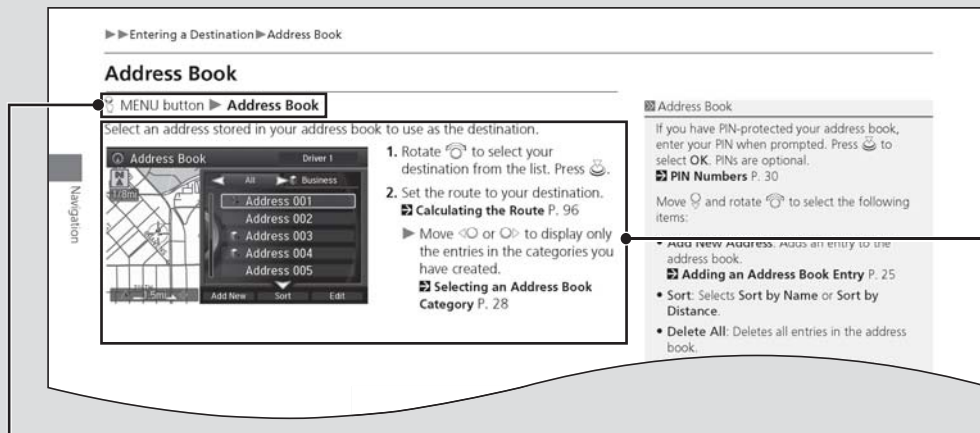 ▶▶Entering a Destination▶Address Book
Address Book
MENU button ▶ Address Book
Select an address stored in your address book to use as the destination.
Address Book
Driver 1
N
1/8mi
All
Business
Address 001
Address 002
Address 003
Address 004
Address 005
1.5mi
Add New
Sort
Edit
1. Rotate to select your
destination from the list. Press .
2. Set the route to your destination.
Calculating the Route P. 96
▶ Move or to display only
the entries in the categories you
have created.
Selecting an Address Book
Category P. 28
Navigation
Address Book
If you have PIN-protected your address book,
enter your PIN when prompted. Press to
select OK. PINs are optional.
PIN Numbers P. 30
Move and rotate to select the following
items:
• Add New Address: Adds an entry to the
address book.
Adding an Address Book Entry P. 25
• Sort: Selects Sort by Name or Sort by
Distance.
• Delete All: Deletes all entries in the address
book.